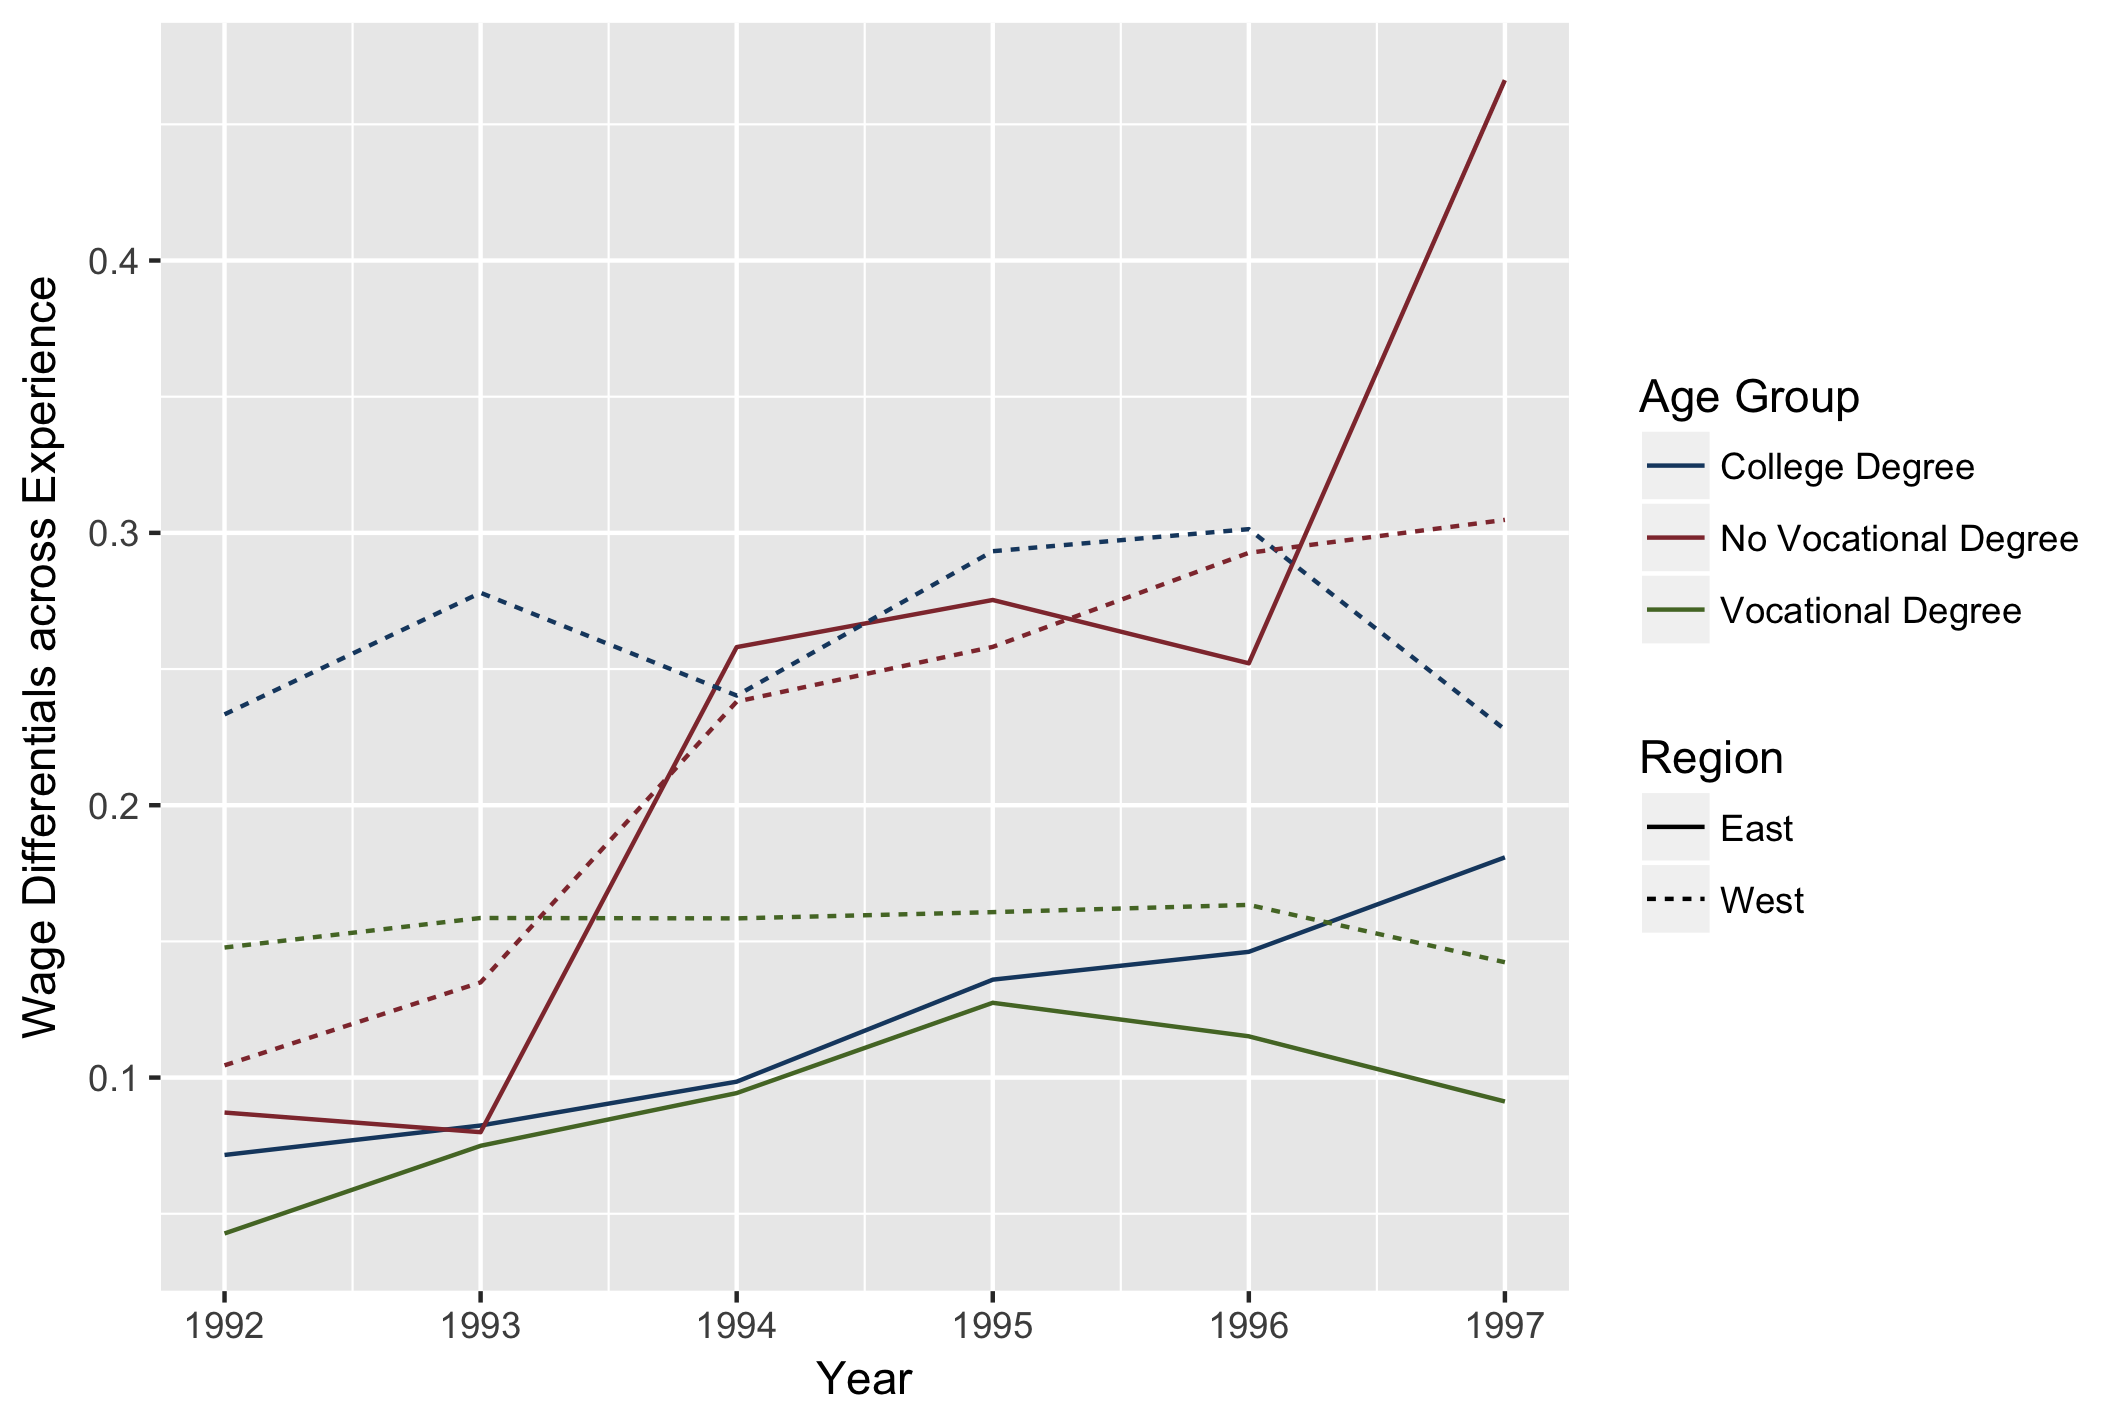 Wage Differentials across Experience
0.4
0.3
0.2
0.1
1992 1993 1994 1995 1996 1997
Year
Age Group
College Degree
No Vocational Degree
Vocational Degree
Region
East
West